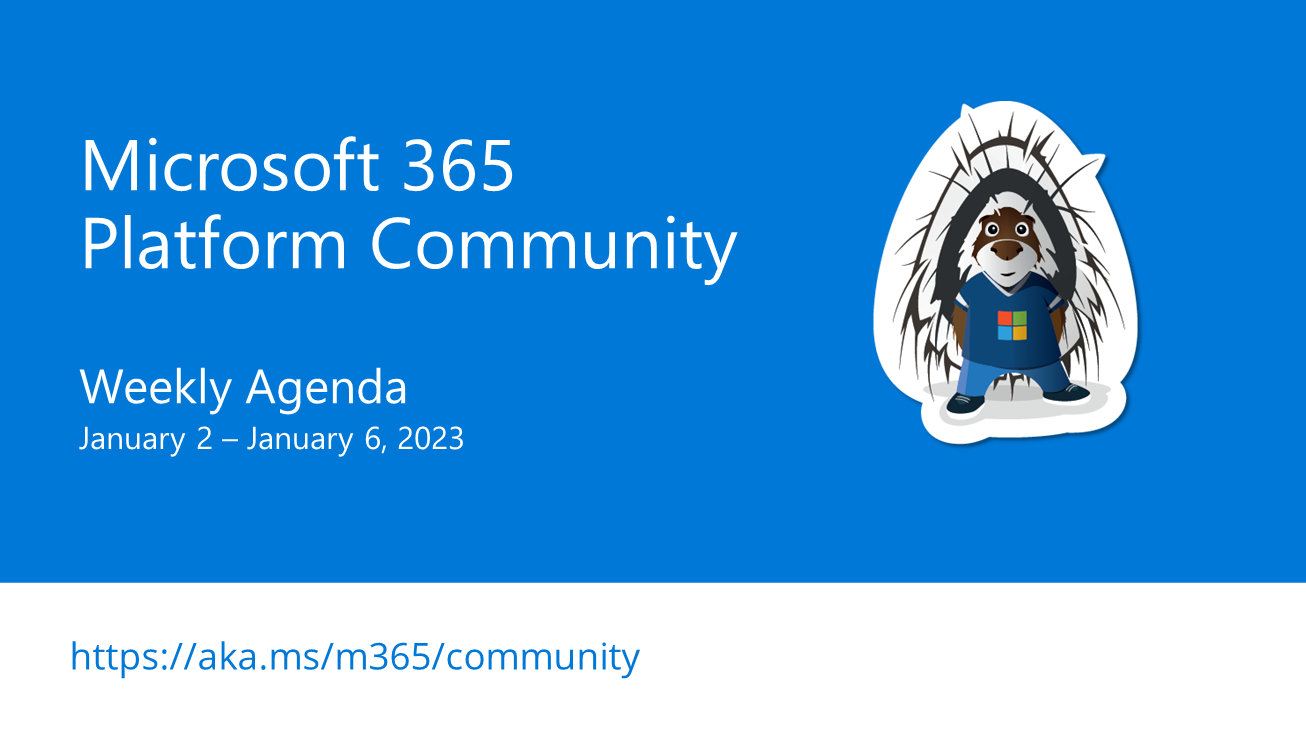 Microsoft 365
Platform Community
Weekly Agenda
January 2 – January 6, 2023
https://aka.ms/m365/community